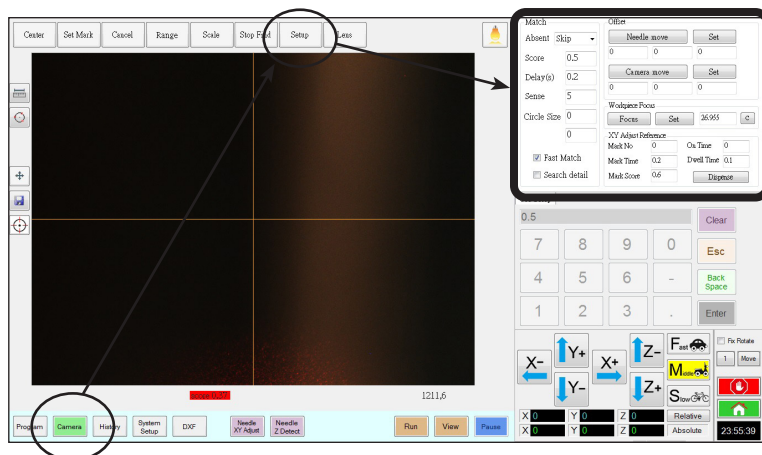 Center Set Mark Cancel Range Scale Stop Find Setup Lens
Score 0.37
1211,6
Program Camera History System Setup DXF Needle XY Adjust Needle Z Detect Run View Pause
Match
Absent Skip
Score 0.5
Delay(s) 0.2
Sense 5
Circle Size 0
0
Fast Match
Search detail
Offset
Needle move Set
0 0 0
Camera move Set
0 0 0
Workpiece Focus
Focus Set 26.955 C
XY Adjust Reference
Mark No 0 On Time 0
Mark Time 0.2 Dwell Time 0.1
Mark Score 0.6 Dispense
0.5 Clear
7 8 9 0 Esc
4 5 6 - Back Space
1 2 3 . Enter
X- Y+ X+ Z- Fast Fix Rotate
Middle 1 Move
Y- Z+ Slow
X 0 Y 0 Z 0 Relative
X 0 Y 0 Z 0 Absolute 23:55:39